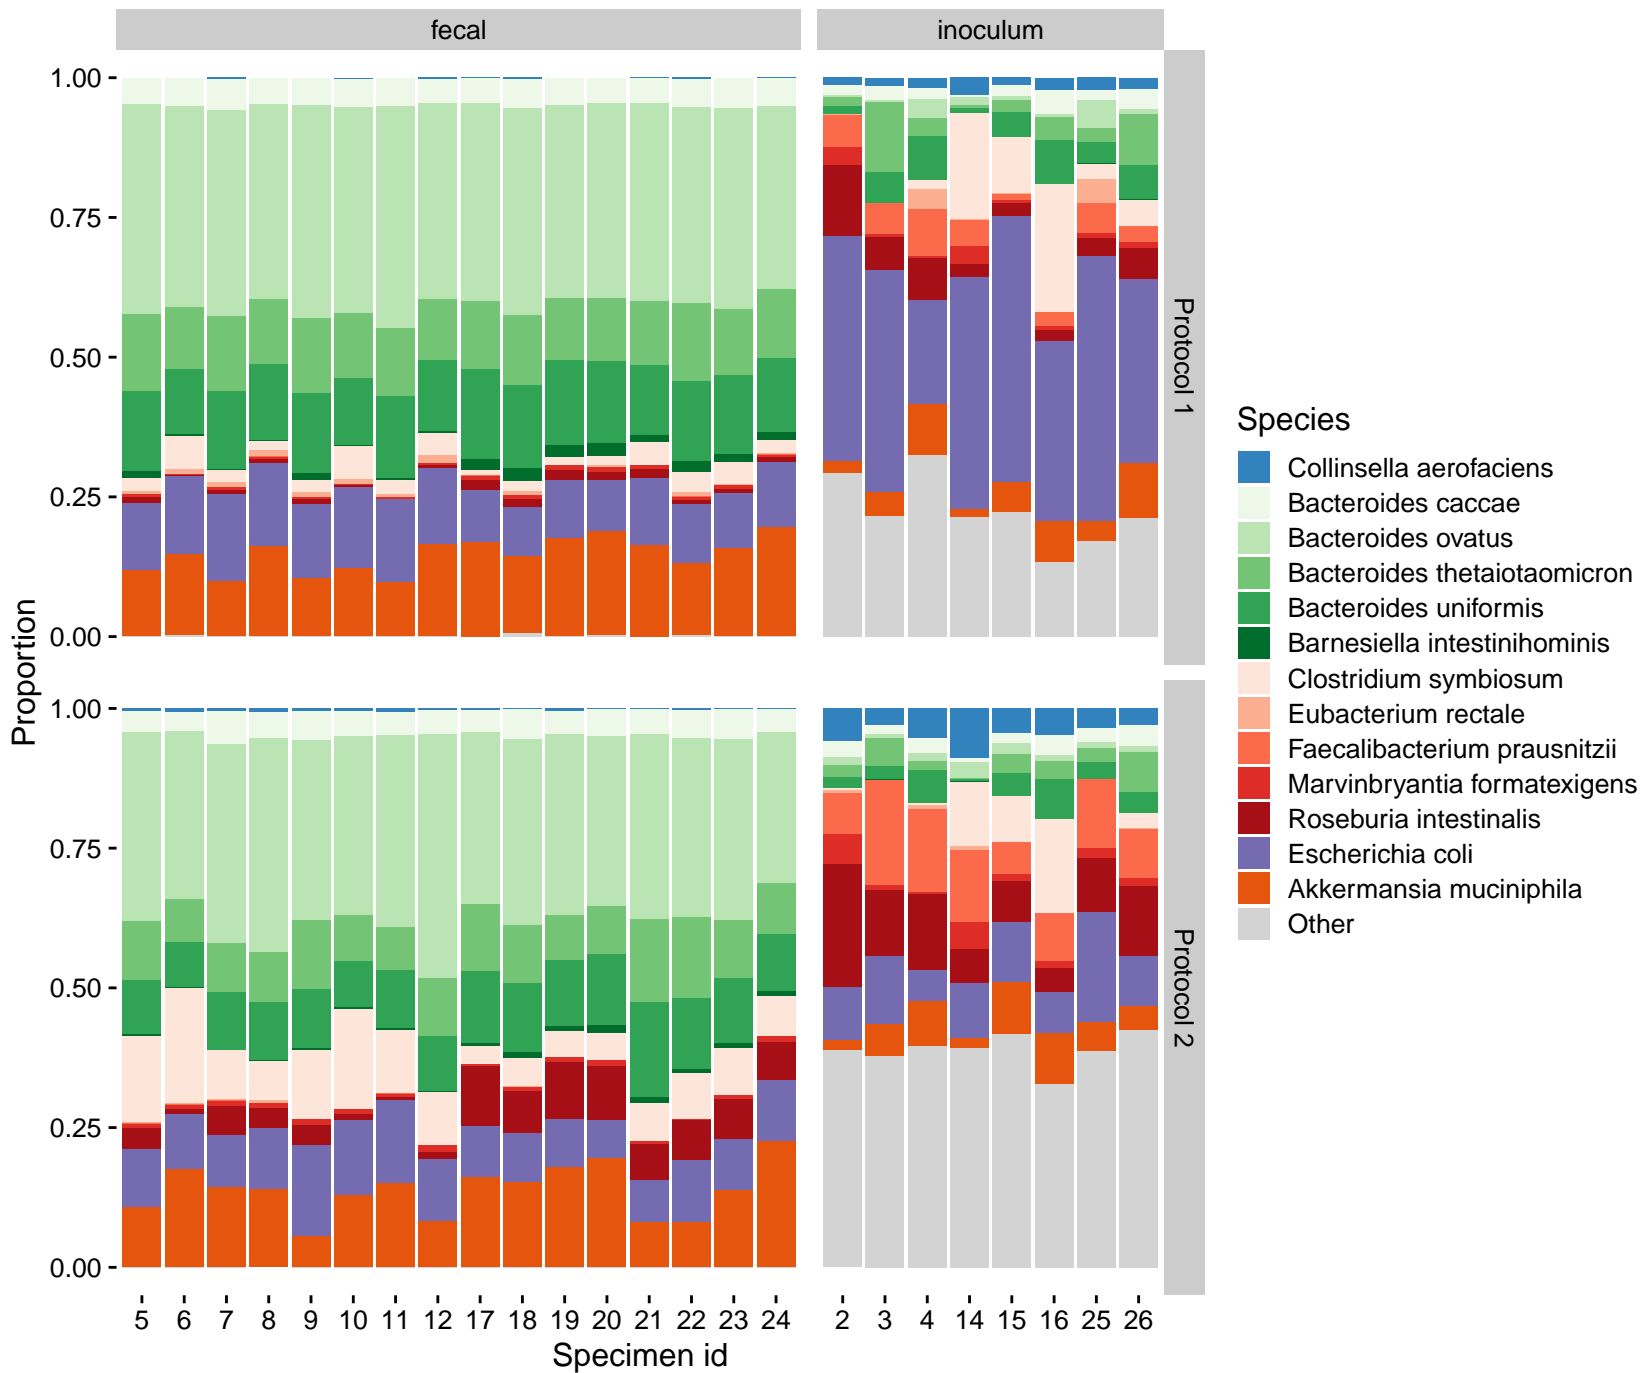 fecal
inoculum
Protocol 1
1.00
0.75
0.50
0.25
0.00
Proportion
Protocol 2
1.00
0.75
0.50
0.25
0.00
5 6 7 8 9 10 11 12 17 18 19 20 21 22 23 24
2 3 4 14 15 16 25 26
Specimen id
Species
Collinsella aerofaciens
Bacteroides caccae
Bacteroides ovatus
Bacteroides thetaiotaomicron
Bacteroides uniformis
Barnesiella intestinihominis
Clostridium symbiosum
Eubacterium rectale
Faecalibacterium prausnitzii
Marvinbryantia formatexigens
Roseburia intestinalis
Escherichia coli
Akkermansia muciniphila
Other